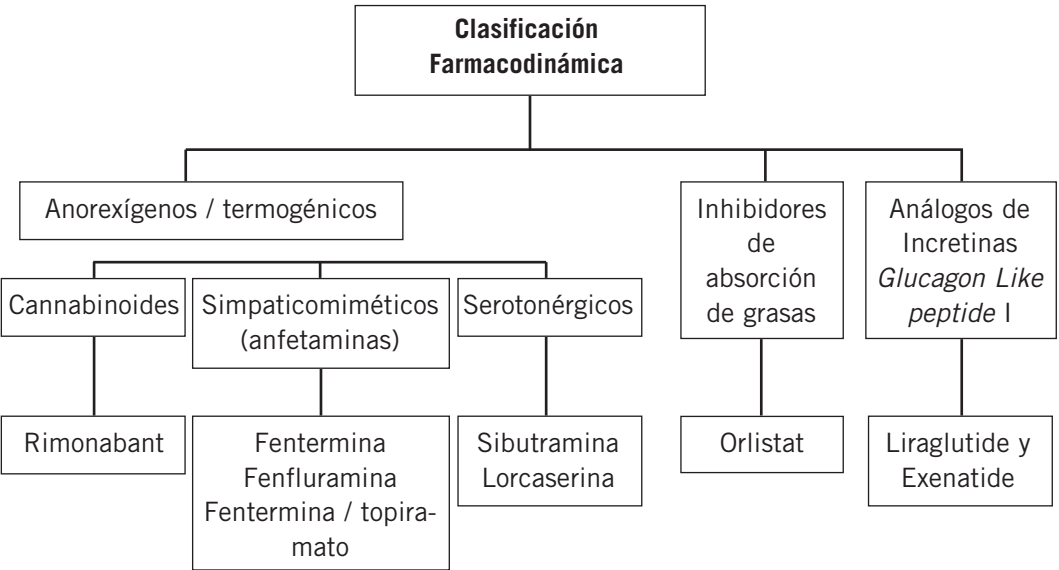 Clasificación
Farmacodinámica
Anorexígenos / termogénicos
Inhibidores
de
absorción
de grasas
Análogos de
Incretinas
Glucagon Like
peptide I
Cannabinoides
Simpaticomiméticos
(anfetaminas)
Serotonérgicos
Rimonabant
Fentermina
Fenfluramina
Fentermina / topira-
mato
Sibutramina
Lorcaserina
Orlistat
Liraglutide y
Exenatide